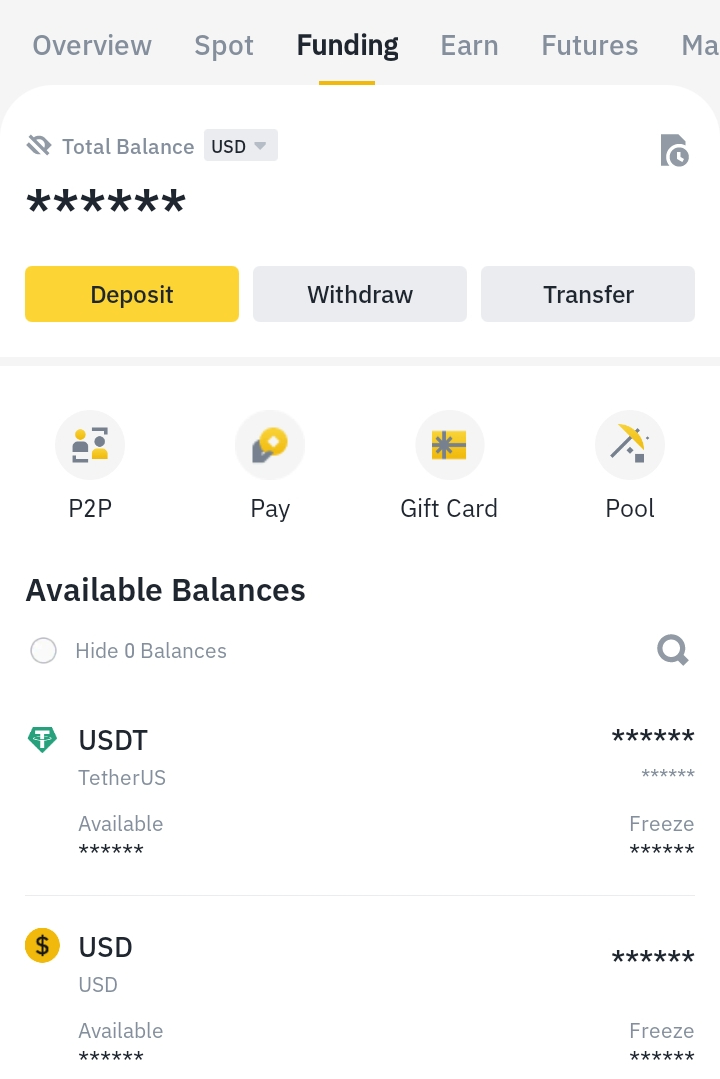 Overview Spot Funding Earn Futures Ma
Total Balance USD
******
Deposit Withdraw Transfer
P2P Pay Gift Card Pool
Available Balances
Hide 0 Balances
USDT ******
TetherUS ******
Available Freeze
****** ******
$ USD ******
USD
Available Freeze
****** ******